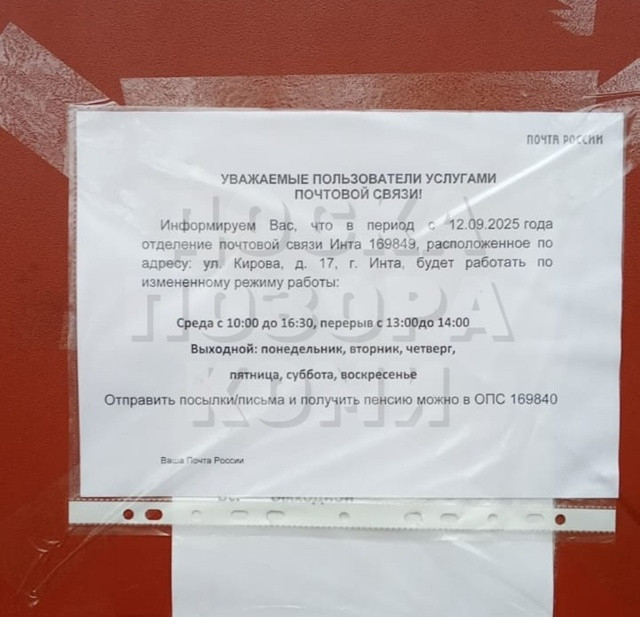 ПОЧТА РОССИИ
УВАЖАЕМЫЕ ПОЛЬЗОВАТЕЛИ УСЛУГАМИ
ПОЧТОВОЙ СВЯЗИ!
Информируем Вас, что в период с 12.09.2025 года
отделение почтовой связи Инта 169849, расположенное по
адресу: ул. Кирова, д. 17, г. Инта, будет работать по
измененному режиму работы:
Среда с 10:00 до 16:30, перерыв с 13:00до 14:00
Выходной: понедельник, вторник, четверг,
пятница, суббота, воскресенье
Отправить посылки/письма и получить пенсию можно в ОПС 169840
Ваша Почта России
ДОСКА
ПОЗОРА
КОМИ